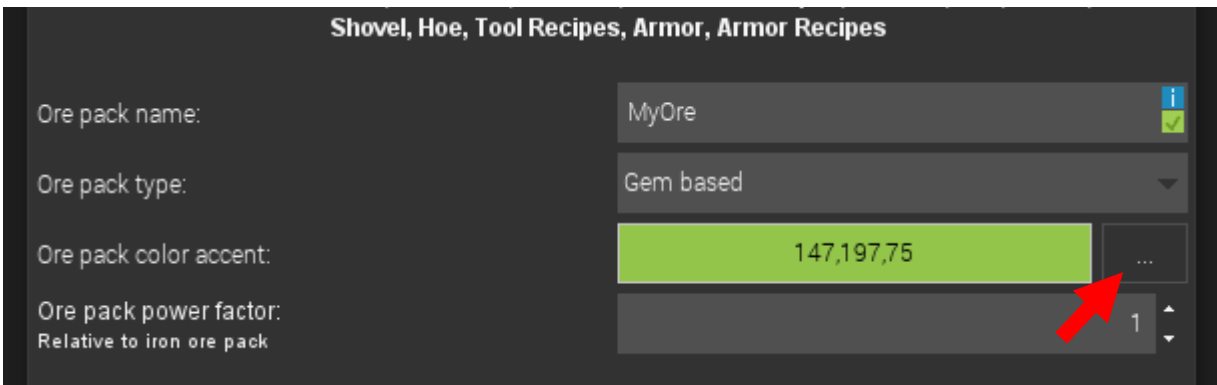 Shovel, Hoe, Tool Recipes, Armor, Armor Recipes
Ore pack name:
MyOre
i
Ore pack type:
Gem based
Ore pack color accent:
147,197,75
...
Ore pack power factor:
Relative to iron ore pack
1